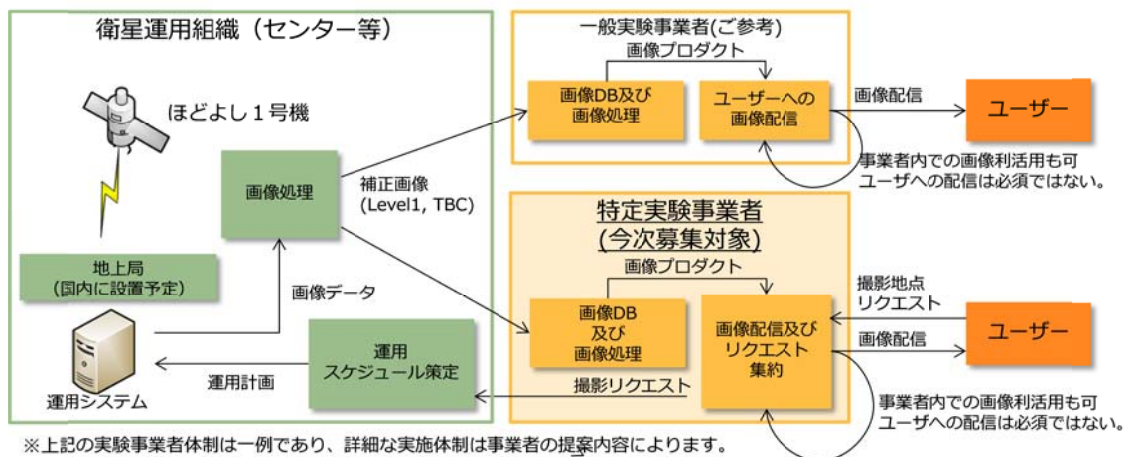 衛星運用組織（センター等）
ほどよし１号機
画像処理
補正画像
(Level1, TBC)
地上局
(国内に設置予定)
画像データ
運用
スケジュール策定
運用計画
運用システム
一般実験事業者(ご参考)
画像プロダクト
画像DB及び
画像処理
ユーザーへの
画像配信
画像配信
ユーザー
事業者内での画像利活用も可
ユーザへの配信は必須ではない。
特定実験事業者
(今次募集対象)
画像プロダクト
画像DB
及び
画像処理
画像配信及び
リクエスト
集約
撮影リクエスト
撮影地点
リクエスト
画像配信
ユーザー
事業者内での画像利活用も可
ユーザへの配信は必須ではない。
※上記の実験事業者体制は一例であり、詳細な実施体制は事業者の提案内容によります。